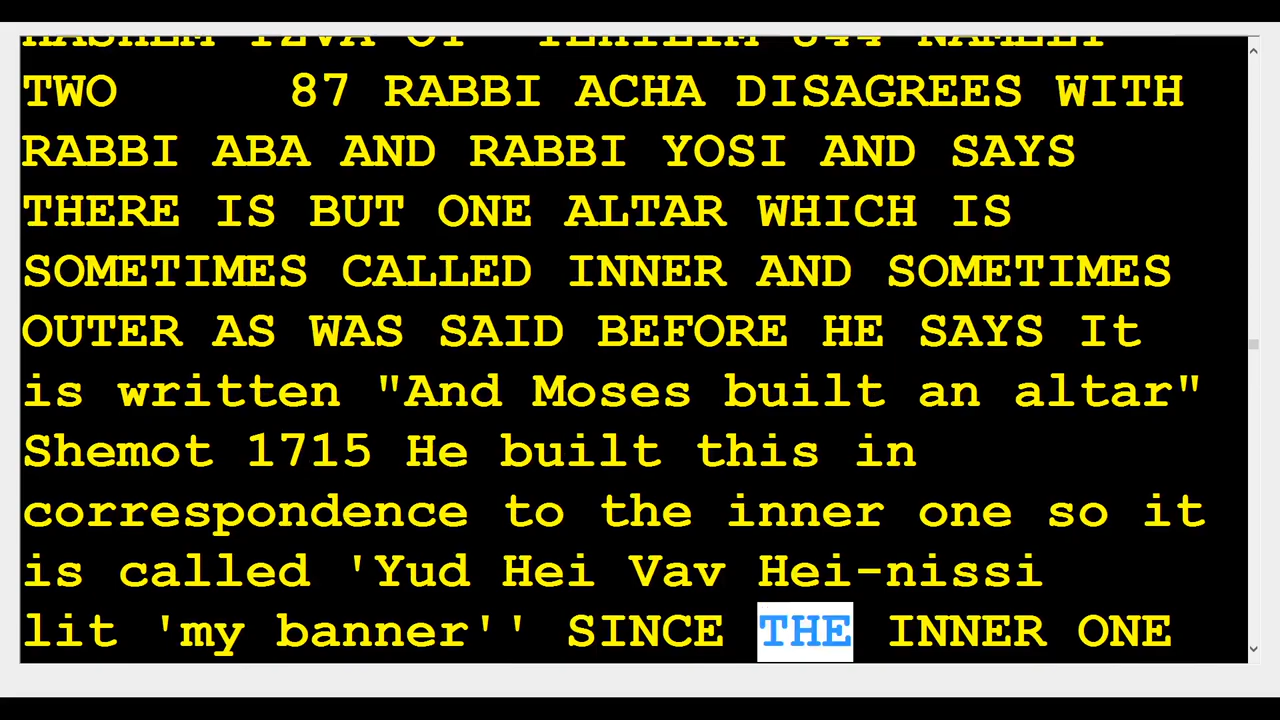 TWO 87 RABBI ACHA DISAGREES WITH
RABBI ABA AND RABBI YOSI AND SAYS
THERE IS BUT ONE ALTAR WHICH IS
SOMETIMES CALLED INNER AND SOMETIMES
OUTER AS WAS SAID BEFORE HE SAYS It
is written "And Moses built an altar"
Shemot 1715 He built this in
correspondence to the inner one so it
is called 'Yud Hei Vav Hei-nissi
lit 'my banner'' SINCE THE INNER ONE